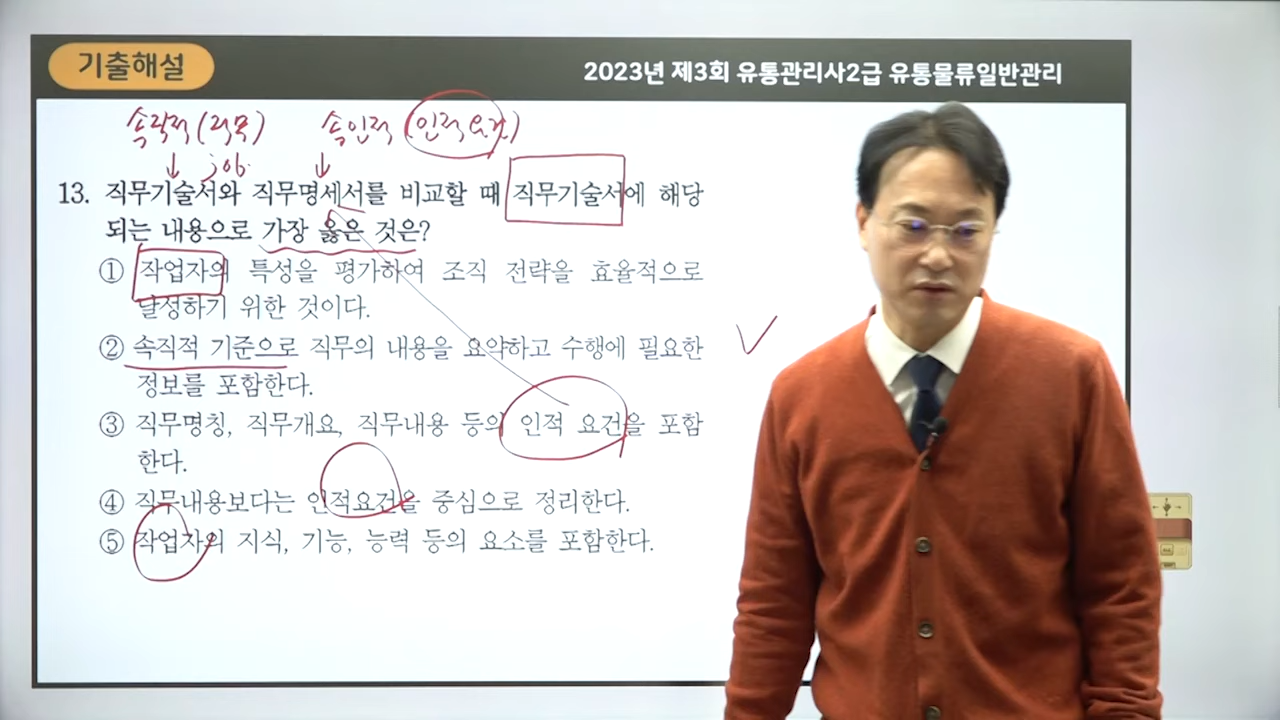 기출해설
2023년 제3회 유통관리사2급 유통물류일반관리
속직적 (직무) 속인적 (인적요건)
job
13. 직무기술서와 직무명세서를 비교할 때 직무기술서에 해당
되는 내용으로 가장 옳은 것은?
① 작업자의 특성을 평가하여 조직 전략을 효율적으로
달성하기 위한 것이다.
② 속직적 기준으로 직무의 내용을 요약하고 수행에 필요한
정보를 포함한다.
③ 직무명칭, 직무개요, 직무내용 등의 인적 요건을 포함
한다.
④ 직무내용보다는 인적요건을 중심으로 정리한다.
⑤ 작업자의 지식, 기능, 능력 등의 요소를 포함한다.